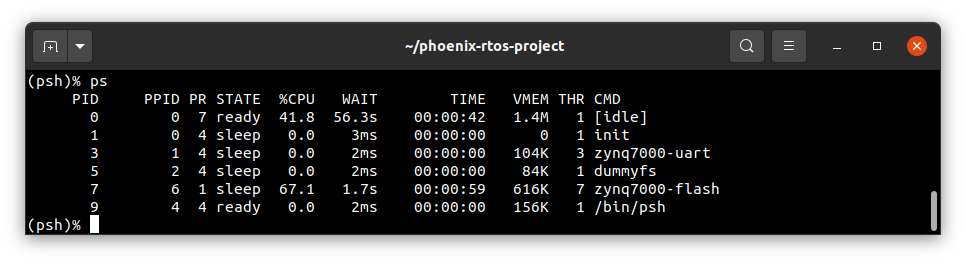 ~/phoenix-rtos-project
(psh)% ps
PID PPID PR STATE %CPU WAIT TIME VMEM THR CMD
0 0 7 ready 41.8 56.3s 00:00:42 1.4M 1 [idle]
1 0 4 sleep 0.0 3ms 00:00:00 0 1 init
3 1 4 sleep 0.0 2ms 00:00:00 104K 3 zynq7000-uart
5 2 4 sleep 0.0 2ms 00:00:00 84K 1 dummyfs
7 6 1 sleep 67.1 1.7s 00:00:59 616K 7 zynq7000-flash
9 4 4 ready 0.0 2ms 00:00:00 156K 1 /bin/psh
(psh)%